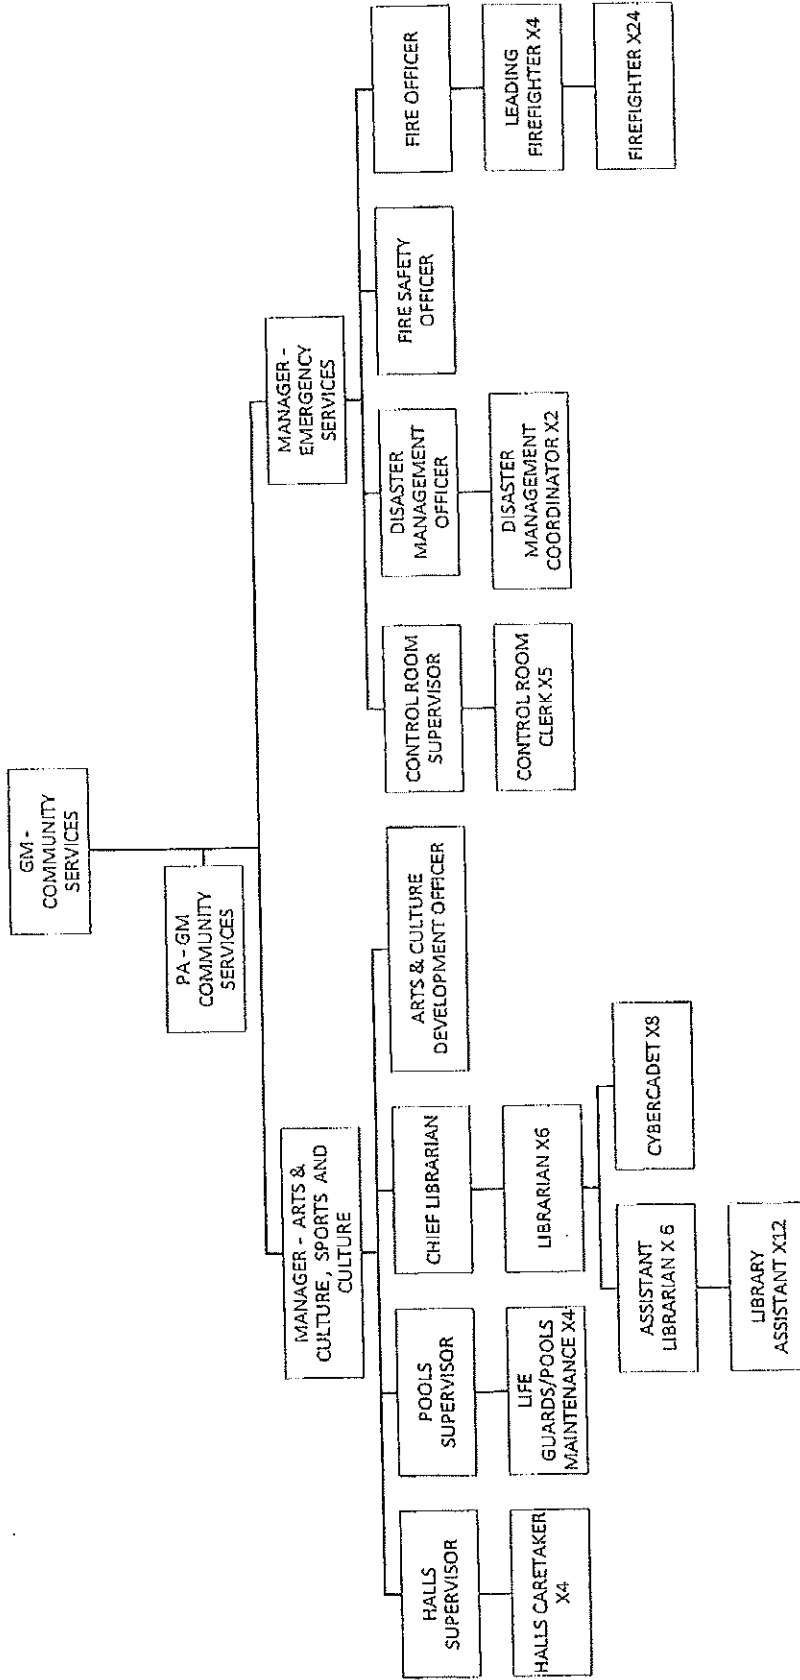 GM -
COMMUNITY
SERVICES
PA - GM
COMMUNITY
SERVICES
MANAGER - ARTS &
CULTURE, SPORTS AND
CULTURE
MANAGER -
EMERGENCY
SERVICES
HALLS
SUPERVISOR
POOLS
SUPERVISOR
CHIEF LIBRARIAN
ARTS & CULTURE
DEVELOPMENT OFFICER
CONTROL ROOM
SUPERVISOR
DISASTER
MANAGEMENT
OFFICER
FIRE SAFETY
OFFICER
FIRE OFFICER
HALLS CARETAKER
X4
LIFE
GUARDS/POOLS
MAINTENANCE X4
LIBRARIAN X6
CONTROL ROOM
CLERK X5
DISASTER
MANAGEMENT
COORDINATOR X2
LEADING
FIREFIGHTER X4
ASSISTANT
LIBRARIAN X 6
CYBERCADET X8
FIREFIGHTER X24
LIBRARY
ASSISTANT X12